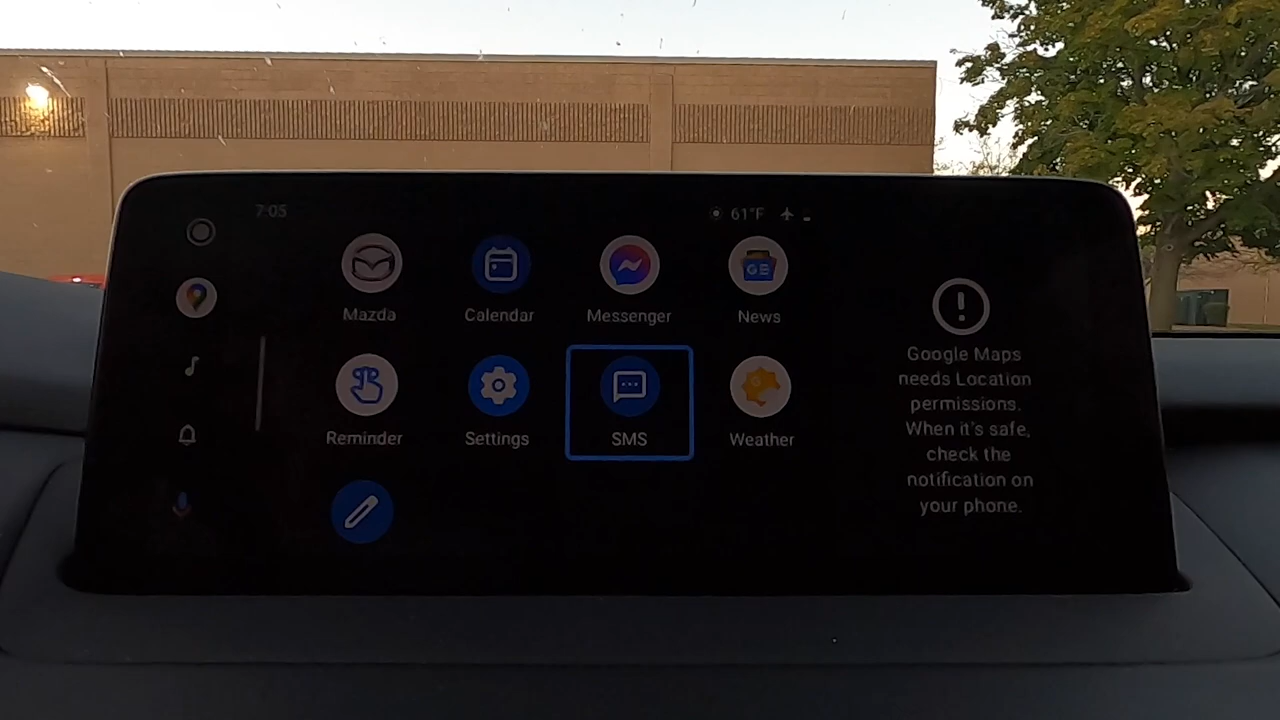 7:05
61°F
Mazda
Calendar
Messenger
GE
News
Reminder
Settings
SMS
Weather
Google Maps
needs Location
permissions.
When it's safe,
check the
notification on
your phone.